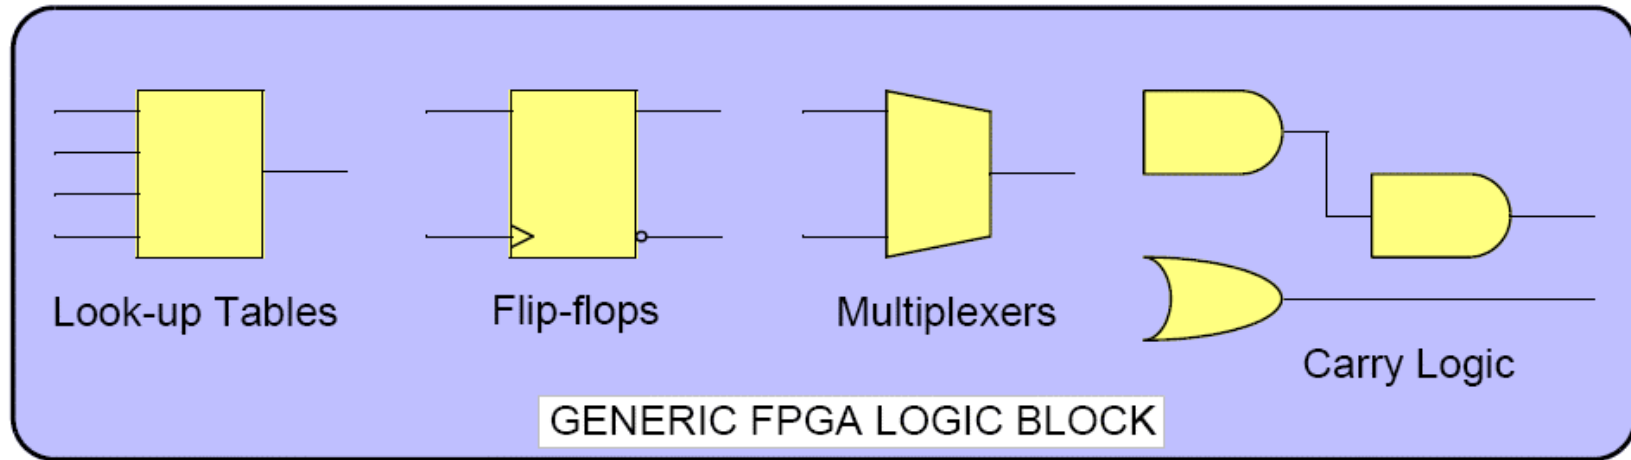 Look-up Tables
Flip-flops
Multiplexers
Carry Logic
GENERIC FPGA LOGIC BLOCK